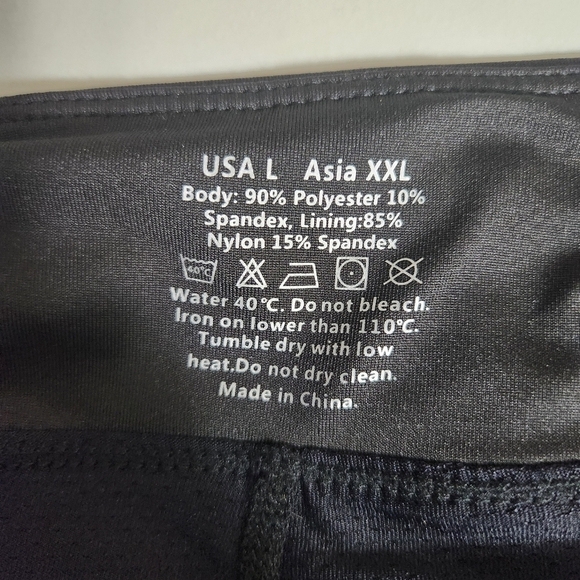 USA L Asia XXL
Body: 90% Polyester 10%
Spandex, Lining:85%
Nylon 15% Spandex
40°C
Water 40℃. Do not bleach.
Iron on lower than 110℃.
Tumble dry with low
heat.Do not dry clean.
Made in China.